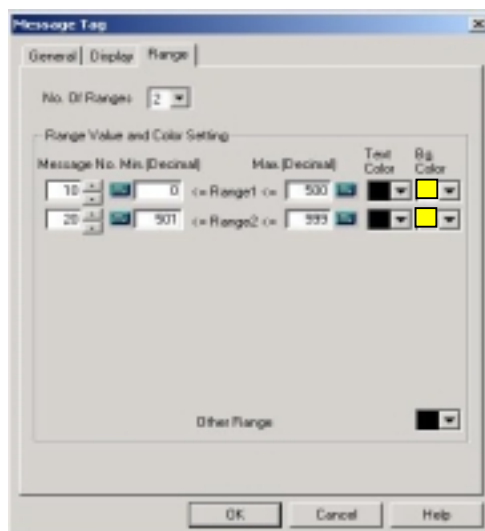 Message Tag
General Display Range
No. Of Ranges 2
Range Value and Color Setting
Message No. Min.(Decimal) Max.(Decimal) Text Color Bg. Color
10 0 <= Range1 <= 500
20 501 <= Range2 <= 999
Other Range
OK Cancel Help